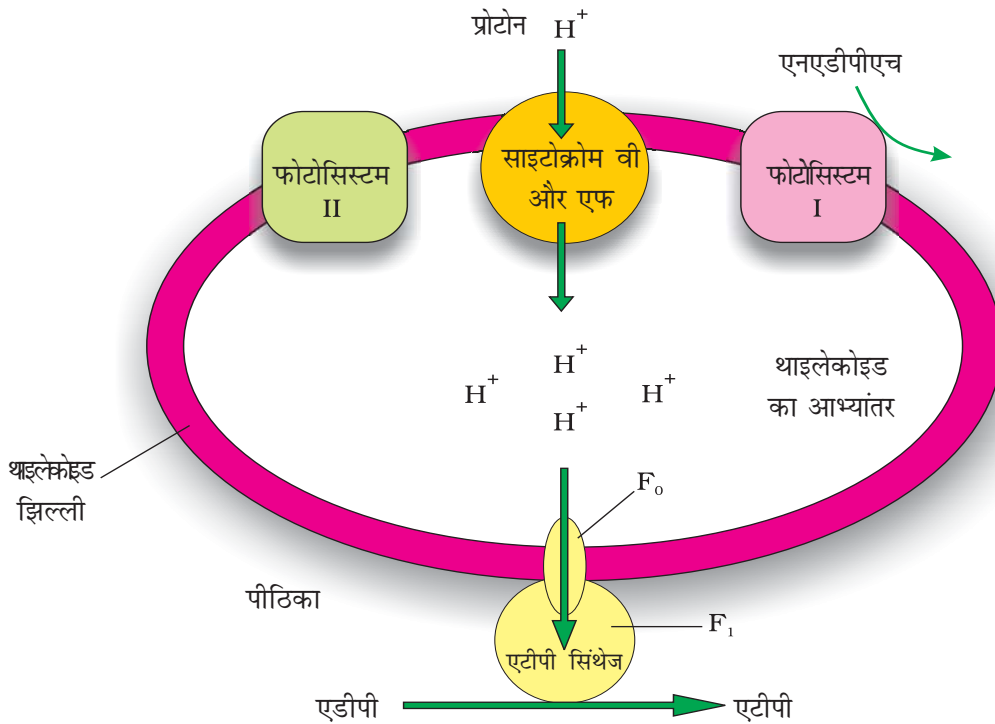 प्रोटोन H⁺
एनएडीपीएच
फोटोसिस्टम
II
साइटोक्रोम वी
और एफ
फोटोसिस्टम
I
H⁺
H⁺
H⁺
H⁺
थाइलेकोइड
का आभ्यांतर
थाइलेकोइड
झिल्ली
F₀
पीठिका
F₁
एटीपी सिंथेज
एडीपी
एटीपी